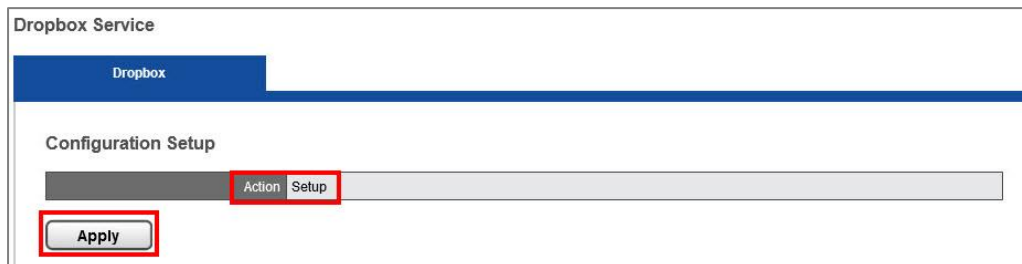 Dropbox Service
Dropbox
Configuration Setup
Action Setup
Apply